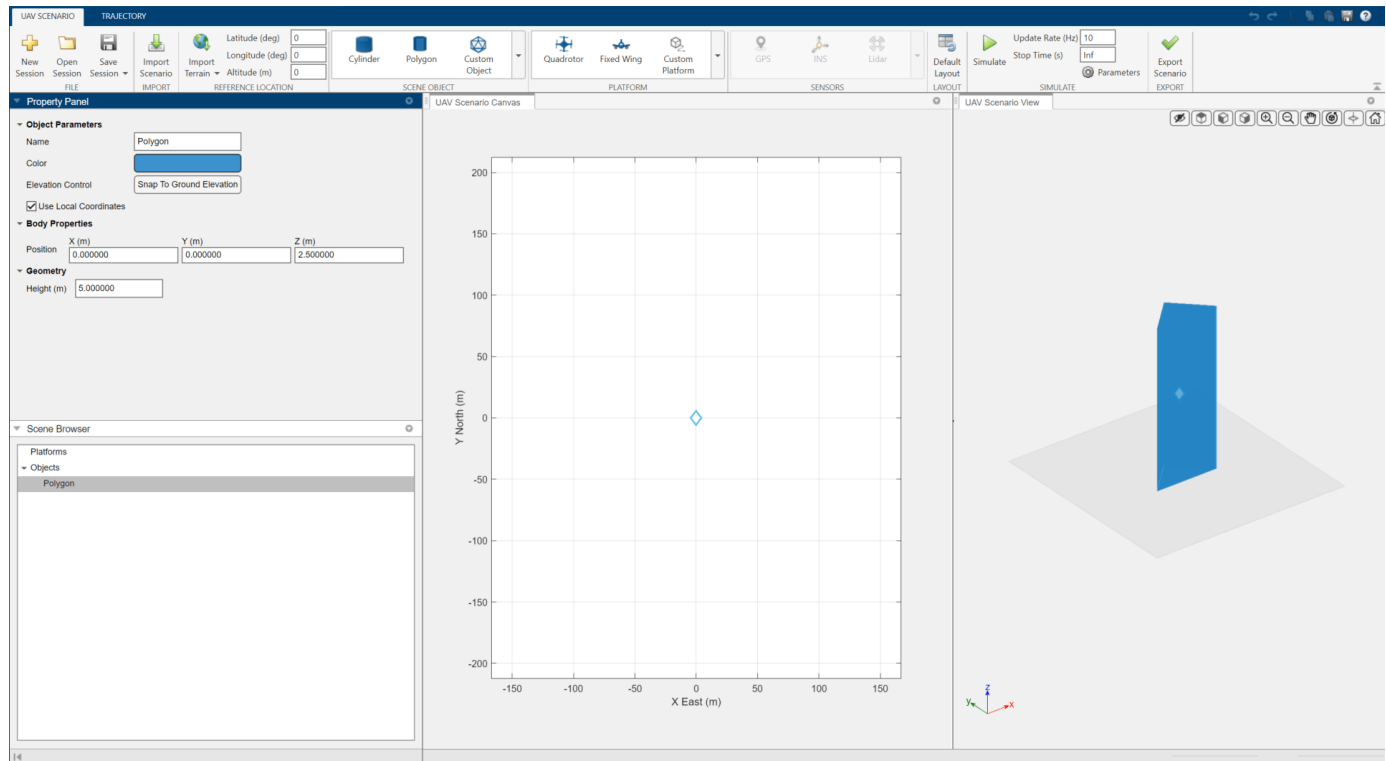 UAV SCENARIO TRAJECTORY
New Session
Open Session
Save Session
FILE
Import Scenario
IMPORT
Import Terrain
Latitude (deg) 0
Longitude (deg) 0
Altitude (m) 0
REFERENCE LOCATION
Cylinder
Polygon
Custom Object
SCENE OBJECT
Quadrotor
Fixed Wing
Custom Platform
PLATFORM
GPS
INS
Lidar
SENSORS
Default Layout
LAYOUT
Simulate
Update Rate (Hz) 10
Stop Time (s) Inf
Parameters
SIMULATE
Export Scenario
EXPORT
Property Panel
Object Parameters
Name Polygon
Color
Elevation Control Snap To Ground Elevation
Use Local Coordinates
Body Properties
X (m) Y (m) Z (m)
Position 0.000000 0.000000 2.500000
Geometry
Height (m) 5.000000
Scene Browser
Platforms
Objects
Polygon
UAV Scenario Canvas
200
150
100
50
0
-50
-100
-150
-200
Y North (m)
-150 -100 -50 0 50 100 150
X East (m)
UAV Scenario View
z
y
x